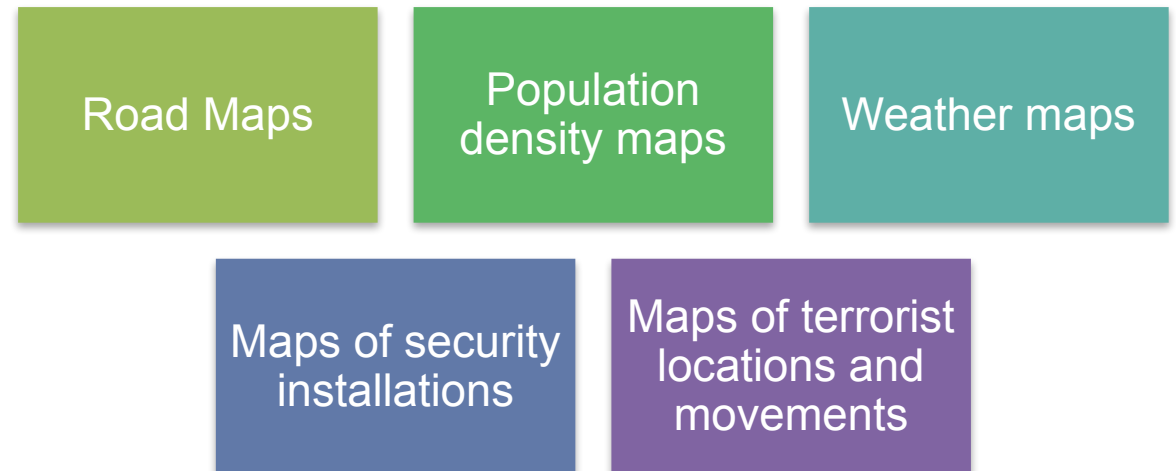 Road Maps
Population
density maps
Weather maps
Maps of security
installations
Maps of terrorist
locations and
movements